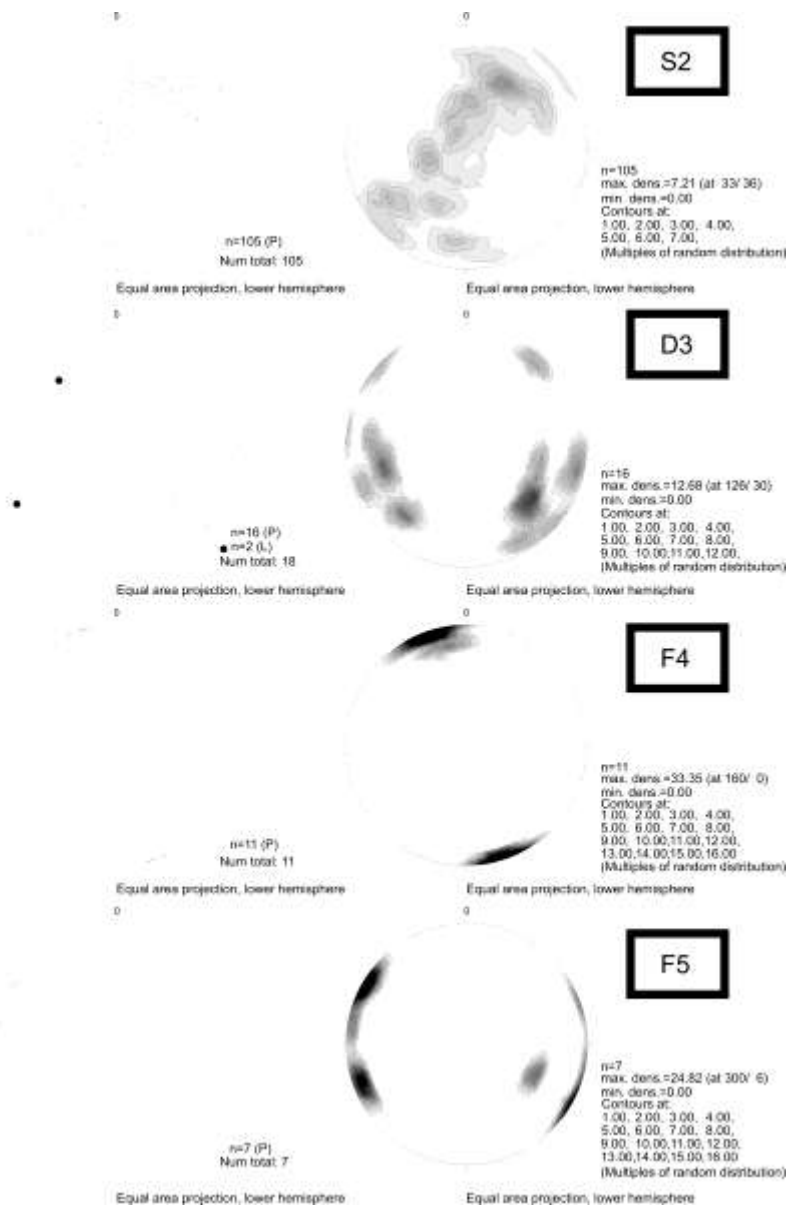 0
0
S2
n=105
max. dens.=7.21 (at 33/ 36)
min. dens.=0.00
Contours at:
1.00, 2.00, 3.00, 4.00,
5.00, 6.00, 7.00,
(Multiples of random distribution)
n=105 (P)
Num total: 105
Equal area projection, lower hemisphere
Equal area projection, lower hemisphere
0
0
D3
n=16
max. dens.=12.68 (at 126/ 30)
min. dens.=0.00
Contours at:
1.00, 2.00, 3.00, 4.00,
5.00, 6.00, 7.00, 8.00,
9.00, 10.00,11.00,12.00,
(Multiples of random distribution)
n=16 (P)
n=2 (L)
Num total: 18
Equal area projection, lower hemisphere
Equal area projection, lower hemisphere
0
0
F4
n=11
max. dens.=33.35 (at 160/ 0)
min. dens.=0.00
Contours at:
1.00, 2.00, 3.00, 4.00,
5.00, 6.00, 7.00, 8.00,
9.00, 10.00,11.00,12.00,
13.00,14.00,15.00,16.00
(Multiples of random distribution)
n=11 (P)
Num total: 11
Equal area projection, lower hemisphere
Equal area projection, lower hemisphere
0
0
F5
n=7
max. dens.=24.82 (at 300/ 6)
min. dens.=0.00
Contours at:
1.00, 2.00, 3.00, 4.00,
5.00, 6.00, 7.00, 8.00,
9.00, 10.00,11.00,12.00,
13.00,14.00,15.00,16.00
(Multiples of random distribution)
n=7 (P)
Num total: 7
Equal area projection, lower hemisphere
Equal area projection, lower hemisphere